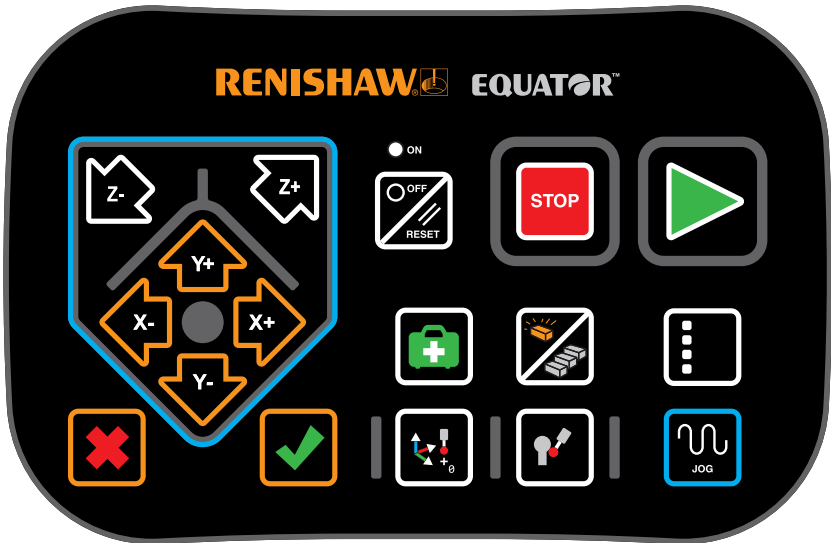 RENISHAW® EQUATOR™
ON
Z-
Z+
OFF
RESET
STOP
Y+
X-
X+
Y-
+0
JOG